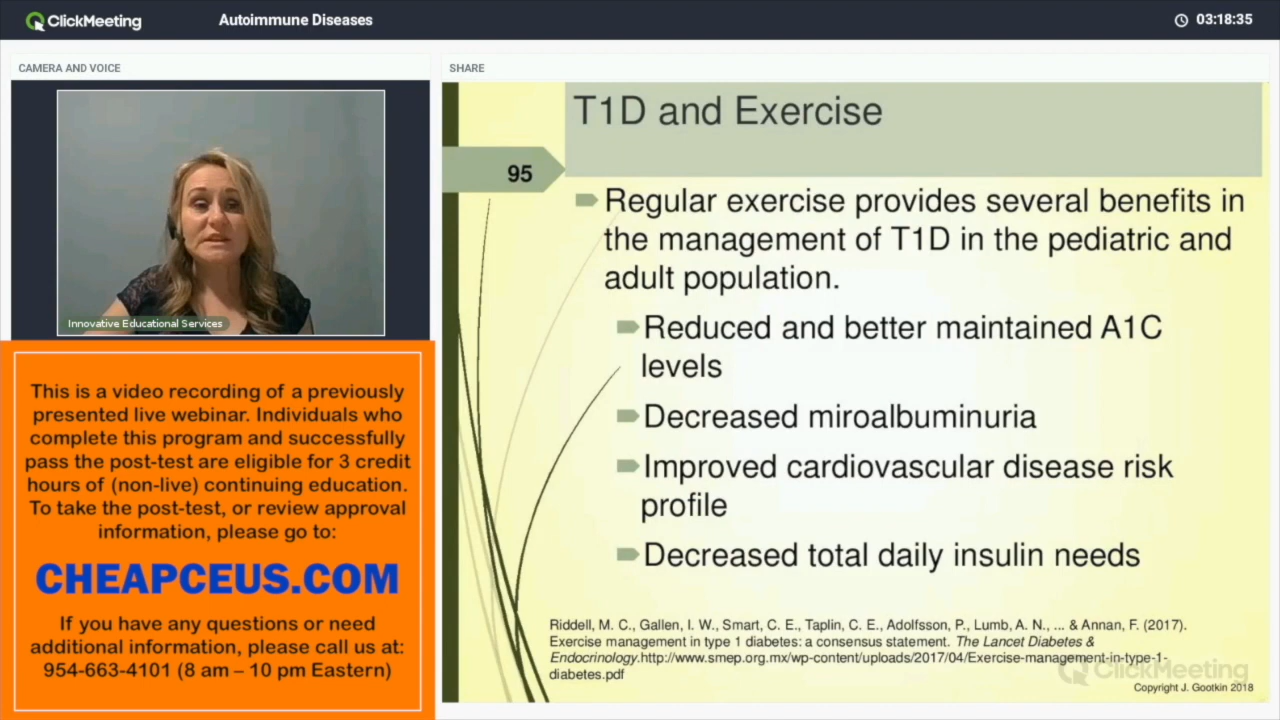 ClickMeeting
Autoimmune Diseases
03:18:35
CAMERA AND VOICE
SHARE
Innovative Educational Services
This is a video recording of a previously
presented live webinar. Individuals who
complete this program and successfully
pass the post-test are eligible for 3 credit
hours of (non-live) continuing education.
To take the post-test, or review approval
information, please go to:
CHEAPCEUS.COM
If you have any questions or need
additional information, please call us at:
954-663-4101 (8 am – 10 pm Eastern)
T1D and Exercise
95
Regular exercise provides several benefits in
the management of T1D in the pediatric and
adult population.
Reduced and better maintained A1C
levels
Decreased miroalbuminuria
Improved cardiovascular disease risk
profile
Decreased total daily insulin needs
Riddell, M. C., Gallen, I. W., Smart, C. E., Taplin, C. E., Adolfsson, P., Lumb, A. N., ... & Annan, F. (2017).
Exercise management in type 1 diabetes: a consensus statement. The Lancet Diabetes &
Endocrinology.http://www.smep.org.mx/wp-content/uploads/2017/04/Exercise-management-in-type-1-
diabetes.pdf
ClickMeeting
Copyright J. Gootkin 2018